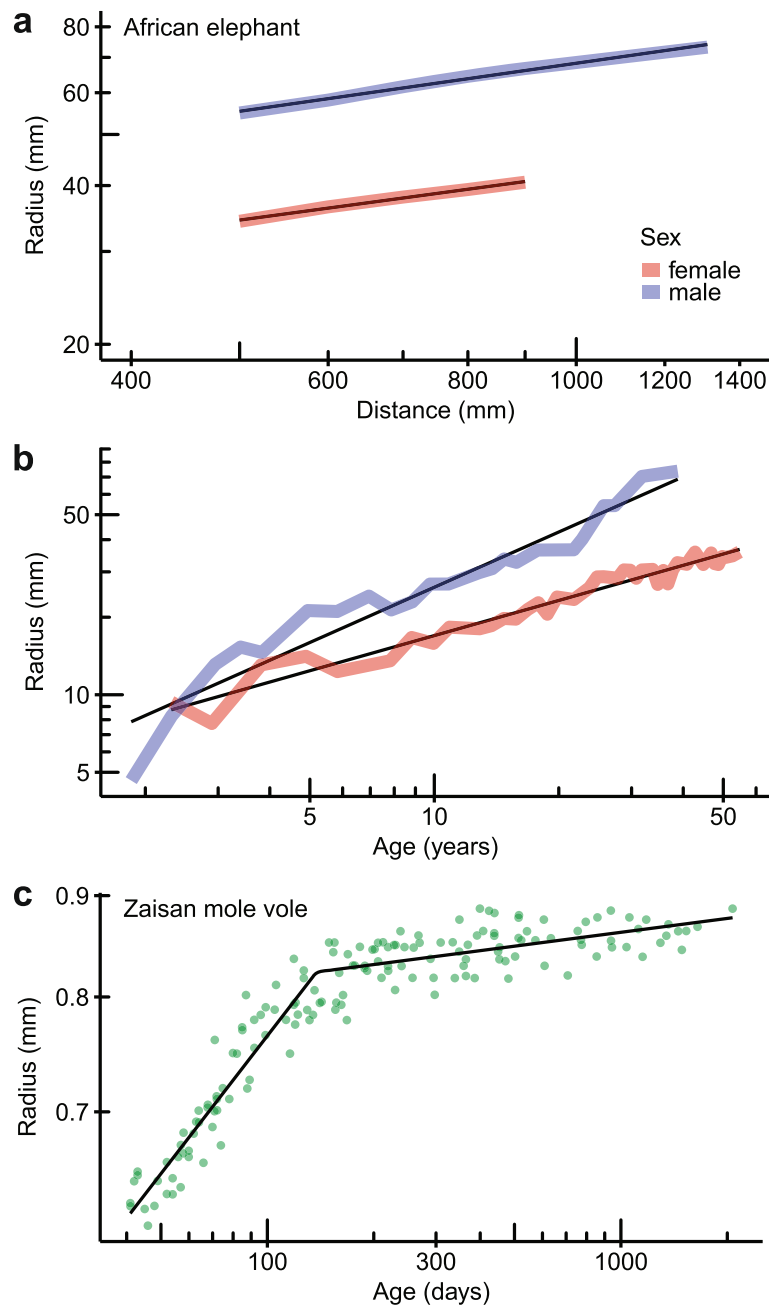 a
African elephant
80
60
40
20
Radius (mm)
Sex
female
male
400
600
800
1000
1200
1400
Distance (mm)
b
50
10
5
Radius (mm)
5
10
50
Age (years)
c
Zaisan mole vole
0.9
0.8
0.7
Radius (mm)
100
300
1000
Age (days)